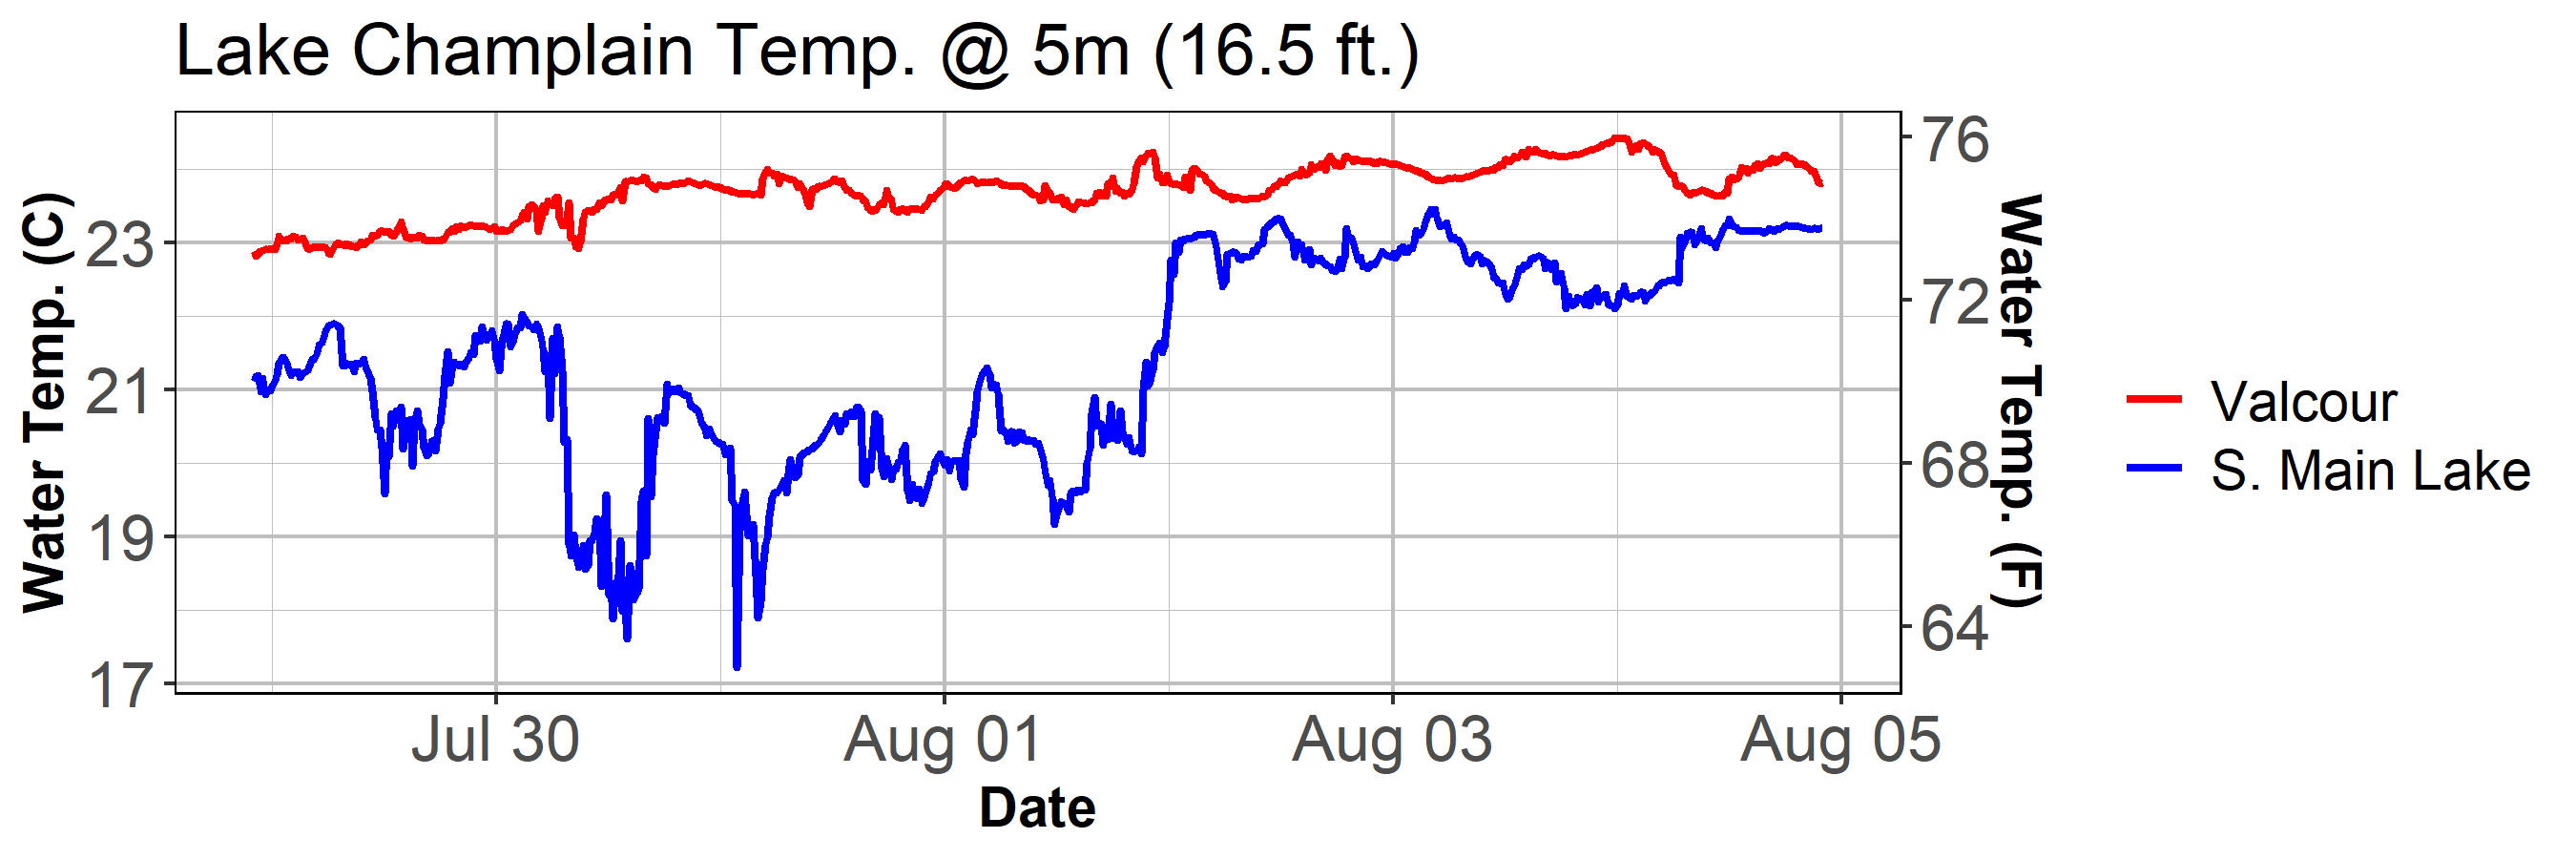 Lake Champlain Temp. @ 5m (16.5 ft.)
Water Temp. (C)
23
21
19
17
76
72
68
64
Water Temp. (F)
Jul 30
Aug 01
Aug 03
Aug 05
Date
Valcour
S. Main Lake